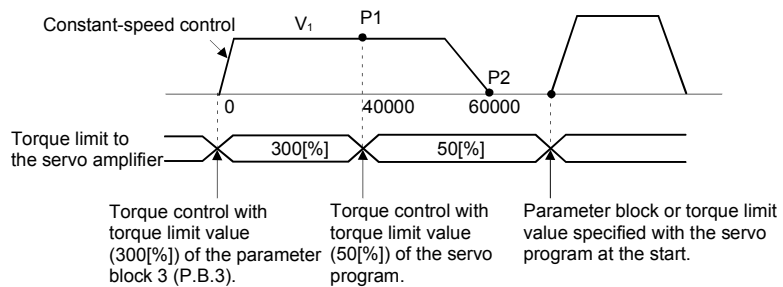 Constant-speed control
V1
P1
P2
0
40000
60000
Torque limit to
the servo amplifier
300[%]
50[%]
Torque control with
torque limit value
(300[%]) of the parameter
block 3 (P.B.3).
Torque control with
torque limit value
(50[%]) of the servo
program.
Parameter block or torque limit
value specified with the servo
program at the start.